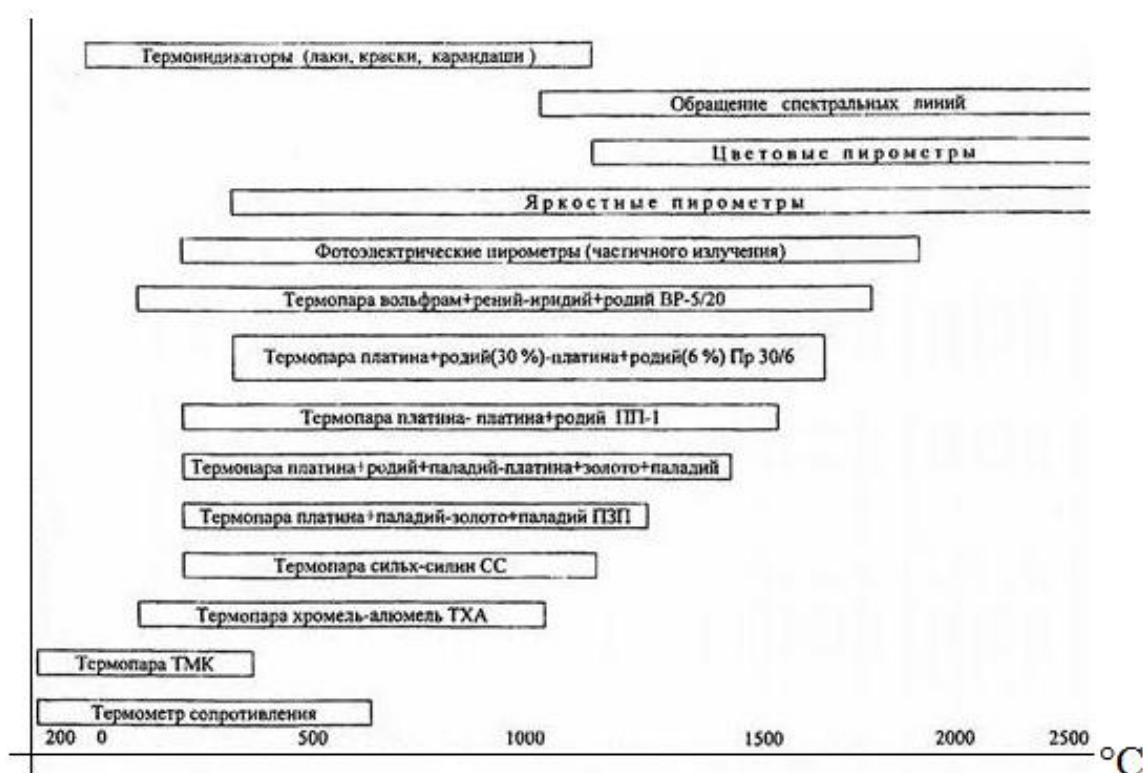 Термоиндикаторы (лаки, краски, карандаши )
Обращение спектральных линий
Цветовые пирометры
Яркостные пирометры
Фотоэлектрические пирометры (частичного излучения)
Термопара вольфрам+рений-иридий+родий ВР-5/20
Термопара платина+родий(30 %)-платина+родий(6 %) Пр 30/6
Термопара платина- платина+родий ПП-1
Термопара платина+родий+паладий-платина+золото+паладий
Термопара платина+паладий-золото+паладий ПЗП
Термопара сильх-силин СС
Термопара хромель-алюмель ТХА
Термопара ТМК
Термометр сопротивления
200 0 500 1000 1500 2000 2500 °C